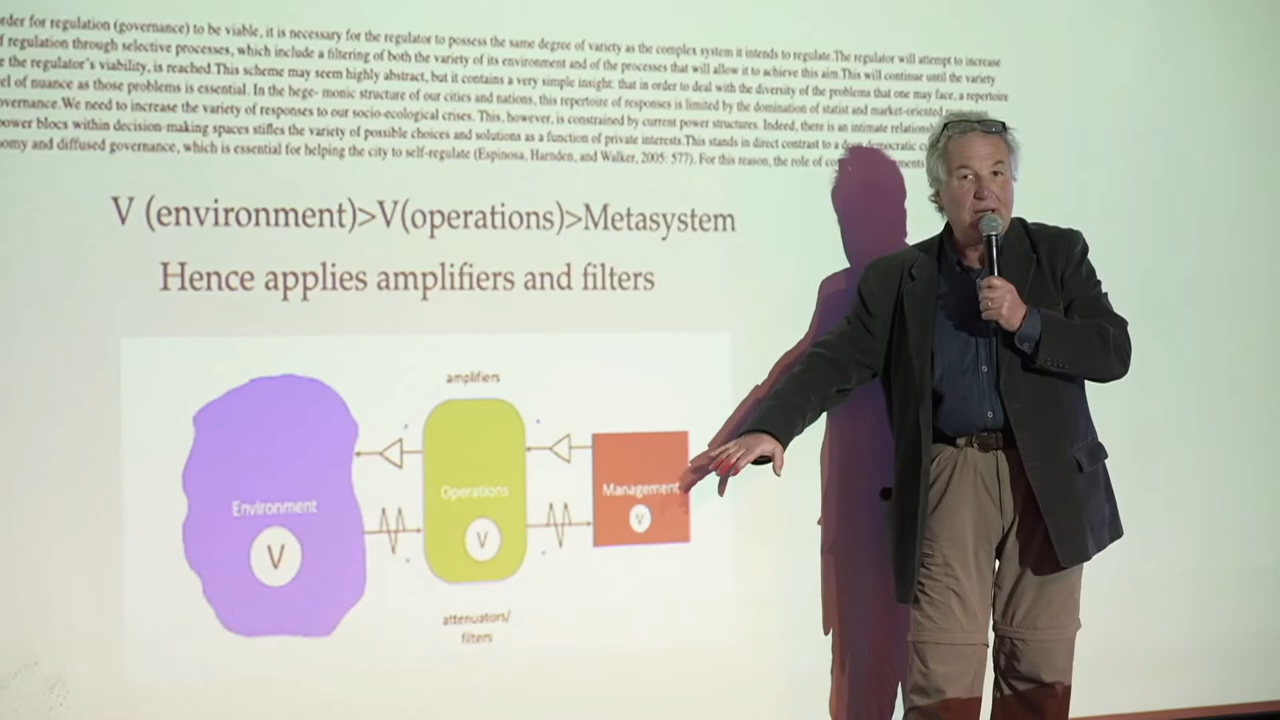 rder for regulation (governance) to be viable, it is necessary for the regulator to possess the same degree of variety as the complex system it intends to regulate.The regulator will attempt to increase
f regulation through selective processes, which include a filtering of both the variety of its environment and of the processes that will allow it to achieve this aim.This will continue until the variety
e the regulator's viability, is reached.This scheme may seem highly abstract, but it contains a very simple insight: that in order to deal with the diversity of the problems that one may face, a repertoire
el of nuance as those problems is essential. In the hege- monic structure of our cities and nations, this repertoire of responses is limited by the domination of statist and market-oriented
overnance.We need to increase the variety of responses to our socio-ecological crises. This, however, is constrained by current power structures. Indeed, there is an intimate
power blocs within decision-making spaces stifles the variety of possible choices and solutions as a function of private interests.This stands in direct contrast to a democratic
omy and diffused governance, which is essential for helping the city to self-regulate (Espinosa, Harnden, and Walker, 2005: 577). For this reason, the role of
V (environment)>V(operations)>Metasystem
Hence applies amplifiers and filters
amplifiers
Environment
V
Operations
V
Management
V
attenuators/
filters